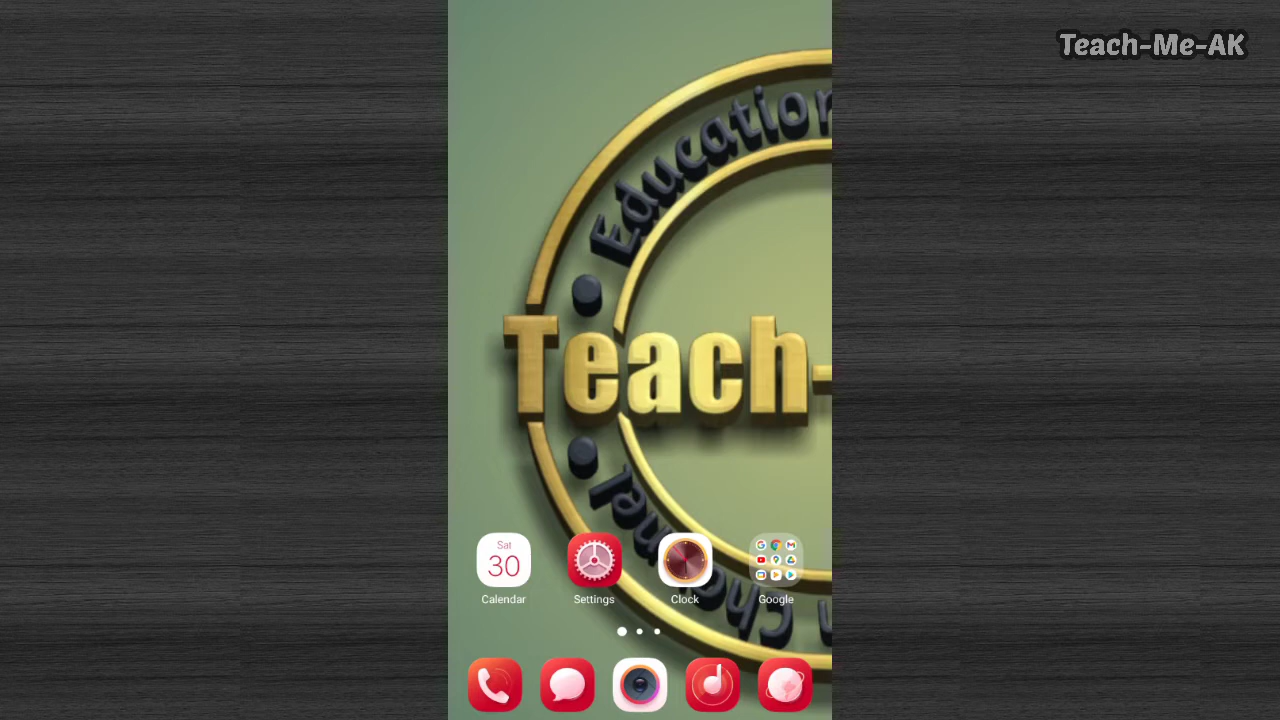 Teach-Me-AK
Education
Teach-
n Channel
Sat
30
Calendar
Settings
Clock
Google